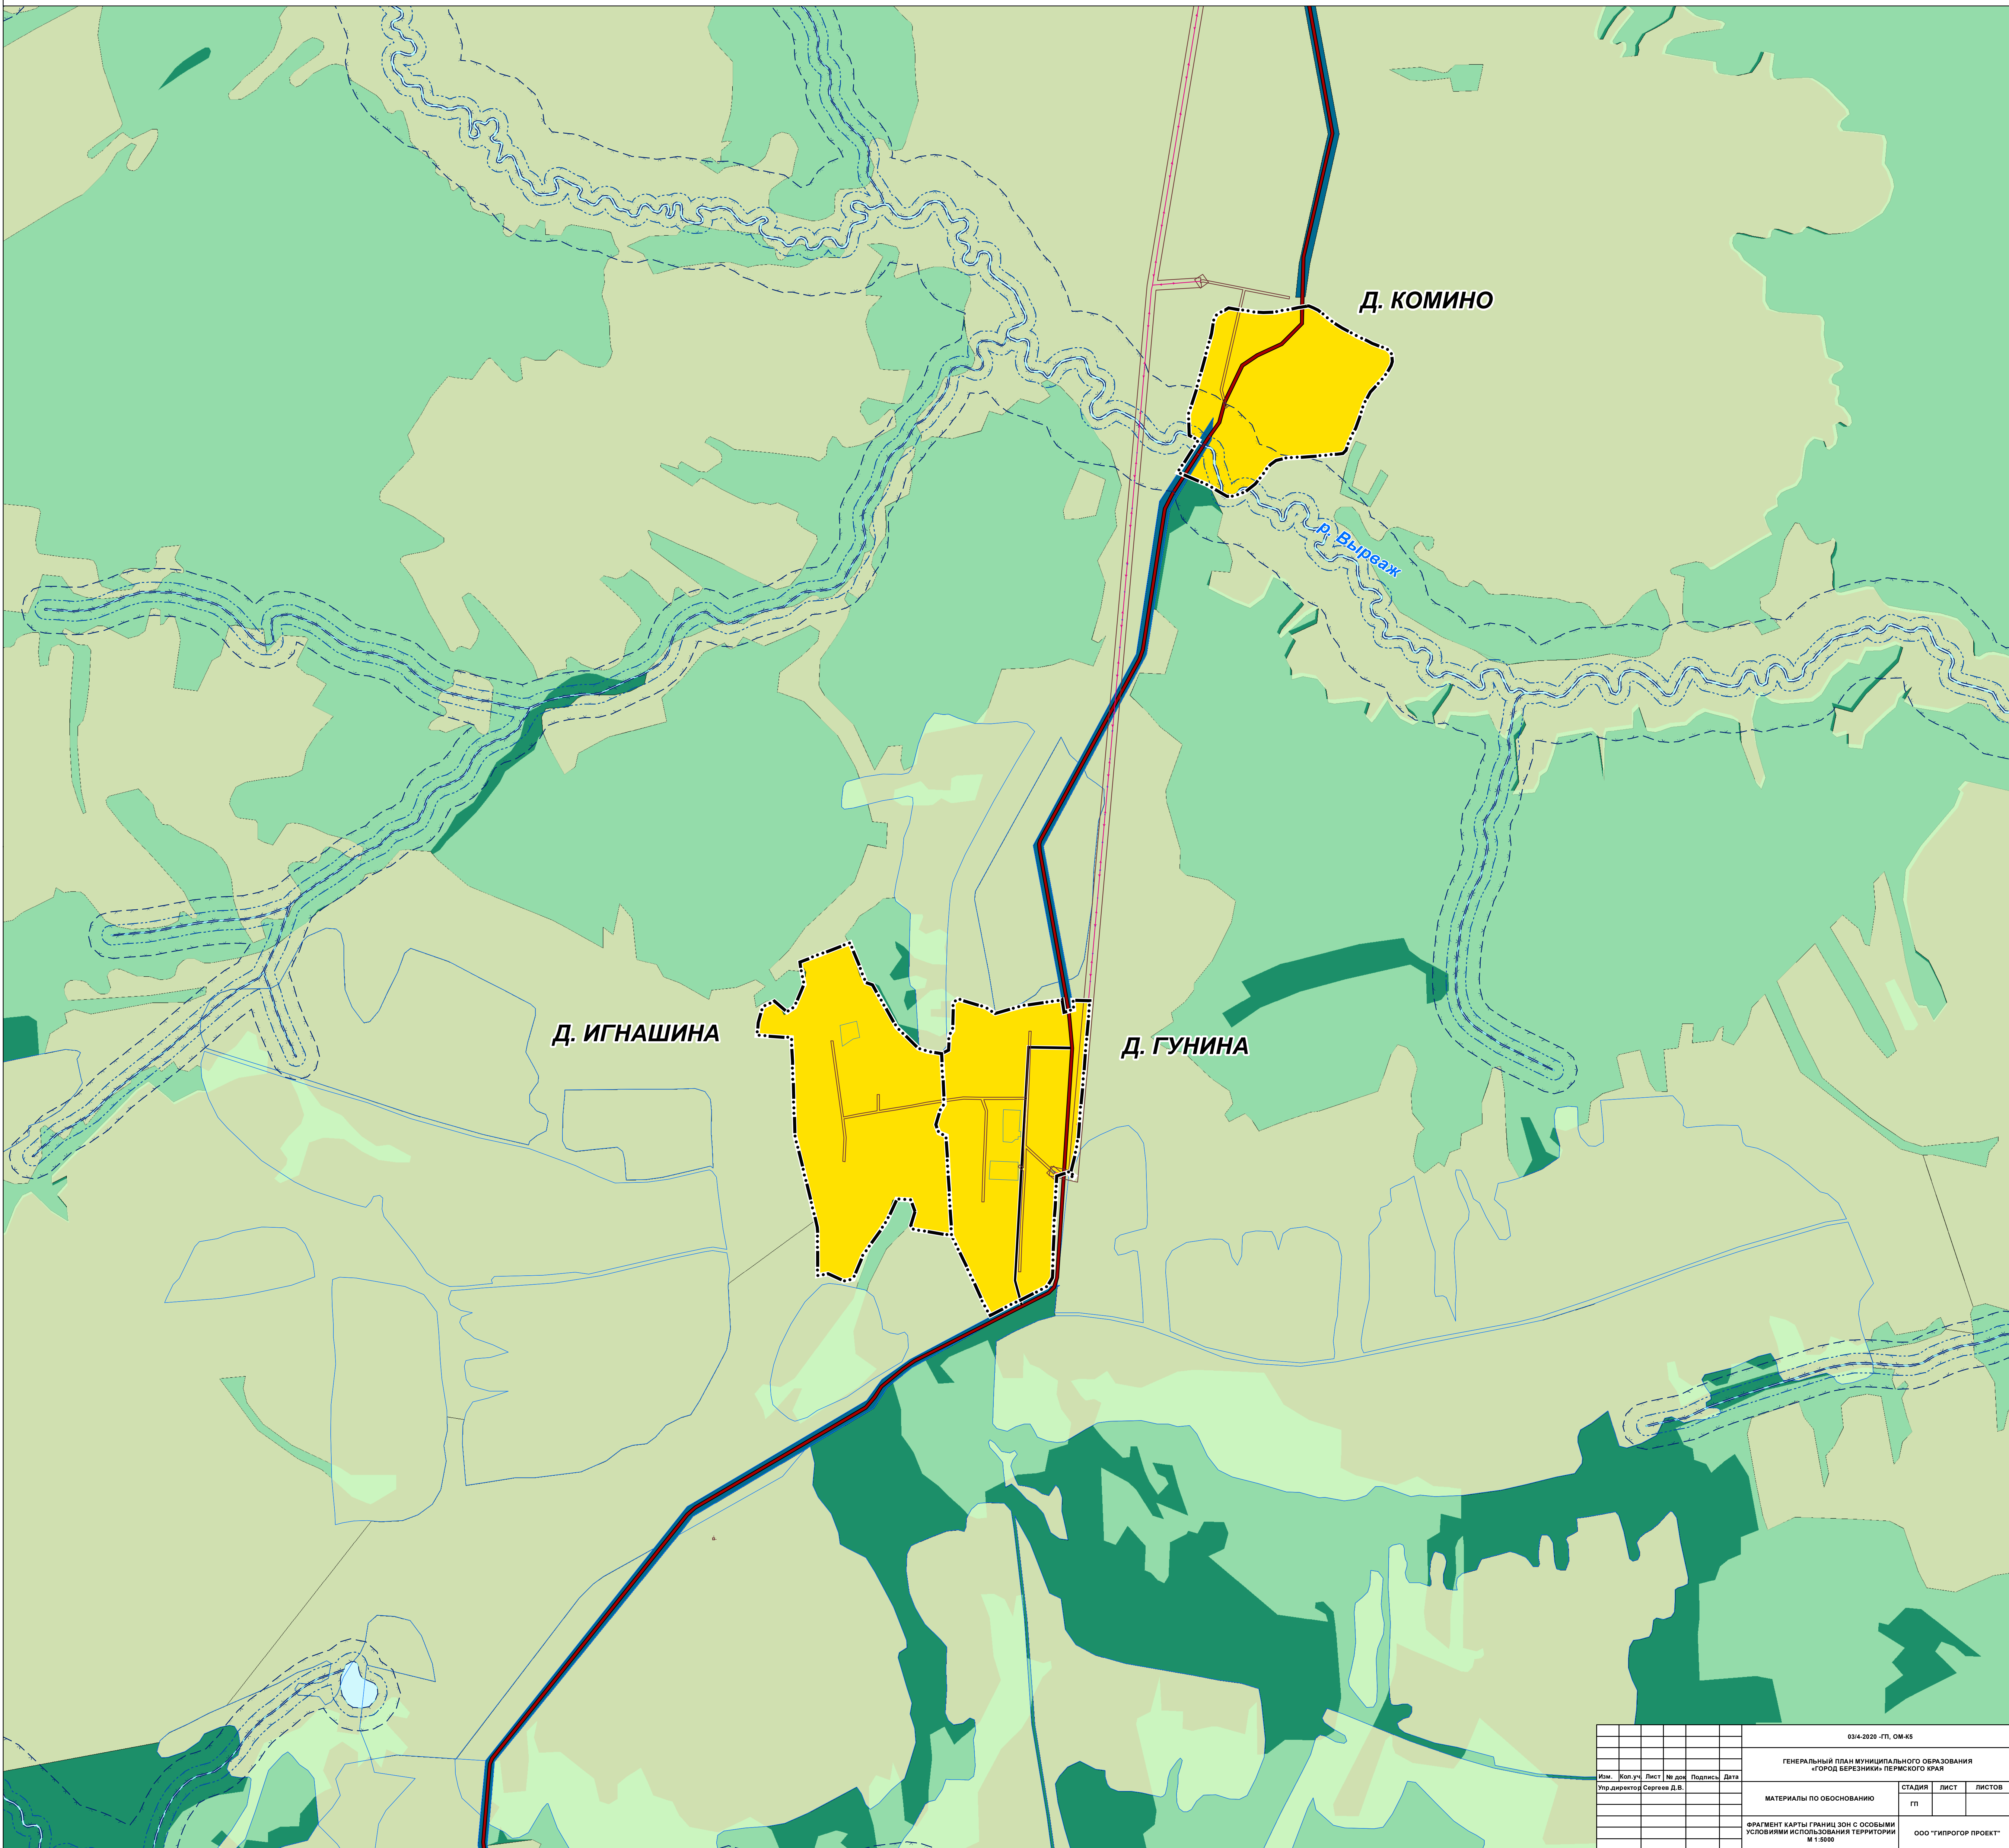 Д. КОМИНО
р. Вырваж
Д. ИГНАШИНА
Д. ГУНИНА
03/4-2020 -ГП, ОМ-К5
ГЕНЕРАЛЬНЫЙ ПЛАН МУНИЦИПАЛЬНОГО ОБРАЗОВАНИЯ
«ГОРОД БЕРЕЗНИКИ» ПЕРМСКОГО КРАЯ
Изм. Кол.уч Лист № док Подпись Дата
Упр.директор Сергеев Д.В.
МАТЕРИАЛЫ ПО ОБОСНОВАНИЮ
СТАДИЯ ЛИСТ ЛИСТОВ
ГП
ФРАГМЕНТ КАРТЫ ГРАНИЦ ЗОН С ОСОБЫМИ
УСЛОВИЯМИ ИСПОЛЬЗОВАНИЯ ТЕРРИТОРИИ
М 1:5000
ООО "ГИПРОГОР ПРОЕКТ"